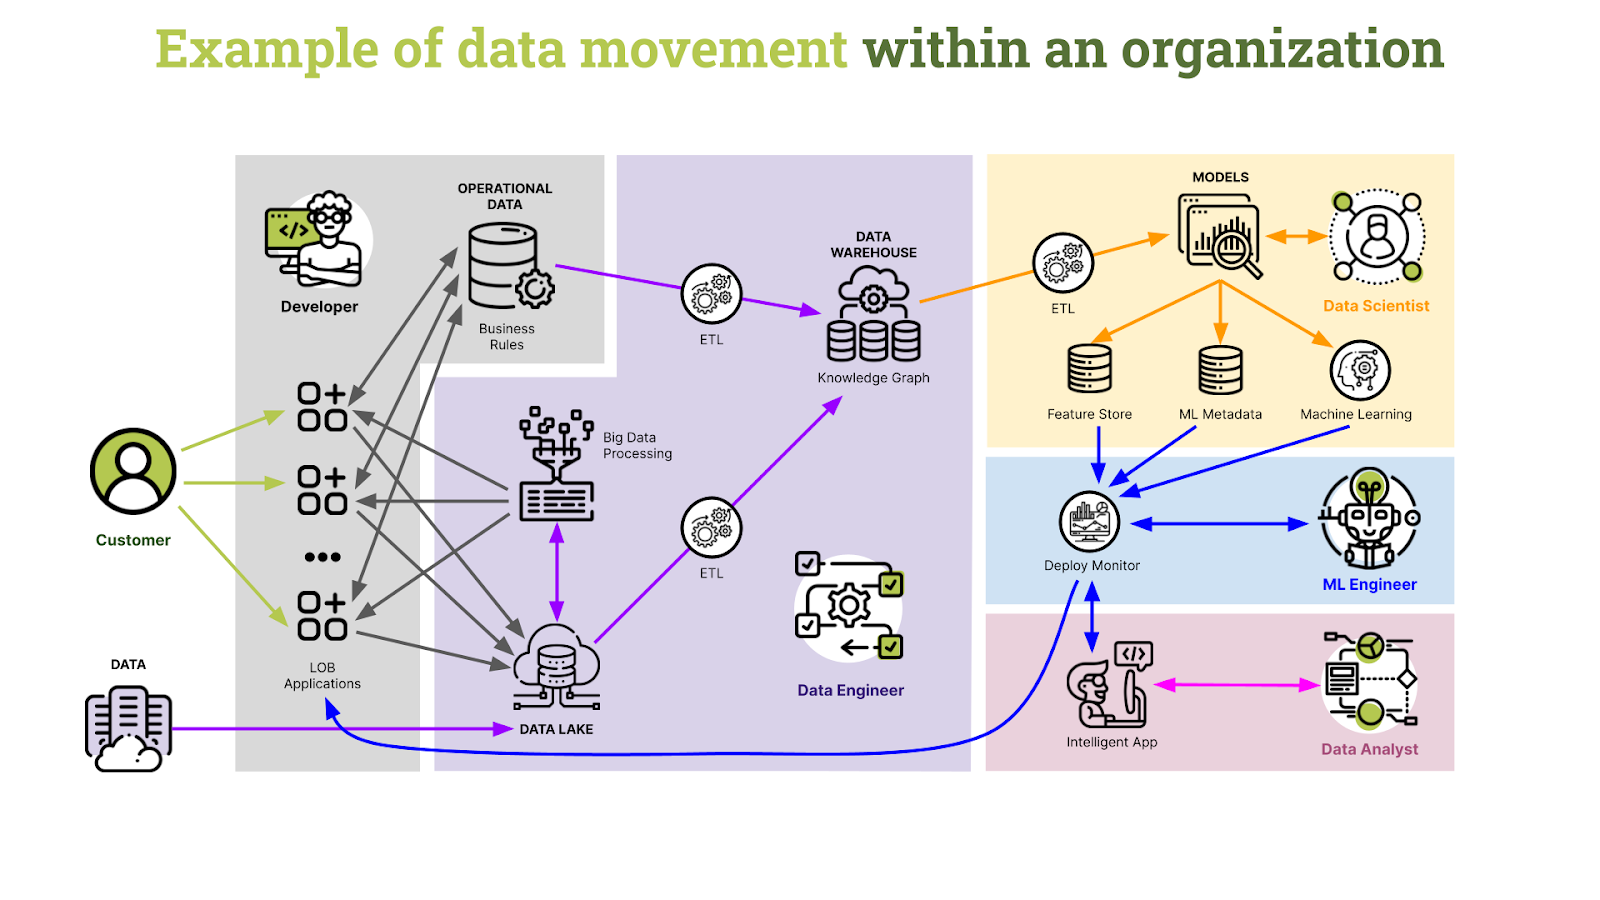 Example of data movement within an organization
Developer
OPERATIONAL
DATA
Business
Rules
Customer
DATA
LOB
Applications
Big Data
Processing
DATA LAKE
ETL
ETL
DATA
WAREHOUSE
Knowledge Graph
Data Engineer
ETL
MODELS
Data Scientist
Feature Store
ML Metadata
Machine Learning
Deploy Monitor
ML Engineer
Intelligent App
Data Analyst